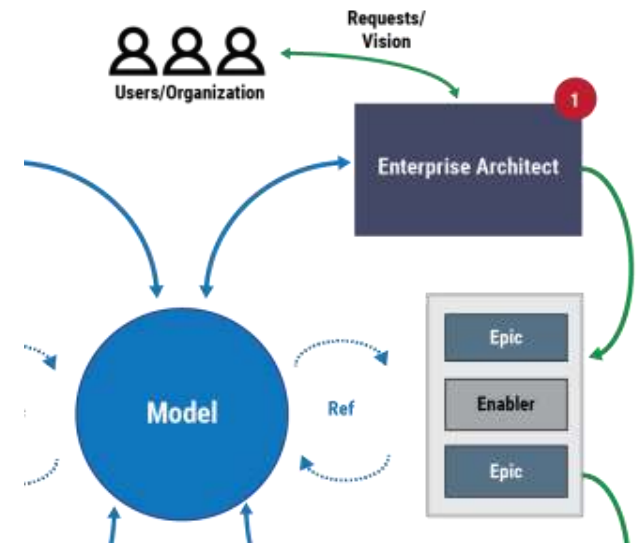 Requests/
Vision
Users/Organization
1
Enterprise Architect
Epic
Model
Ref
Enabler
Epic